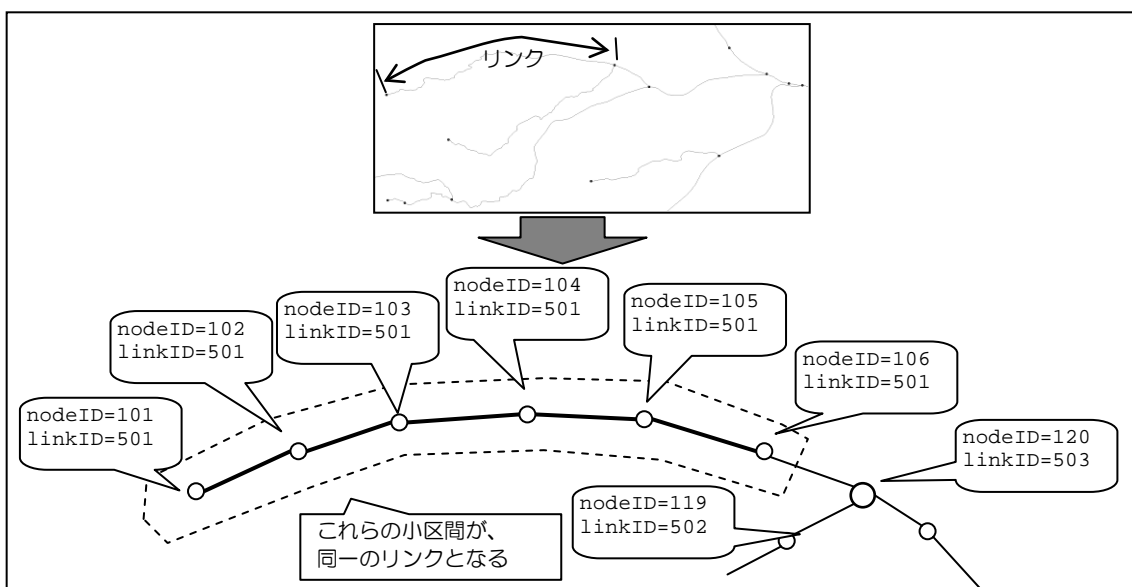 リンク
nodeID=104
linkID=501
nodeID=103
linkID=501
nodeID=105
linkID=501
nodeID=102
linkID=501
nodeID=106
linkID=501
nodeID=101
linkID=501
nodeID=120
linkID=503
nodeID=119
linkID=502
これらの小区間が、
同一のリンクとなる